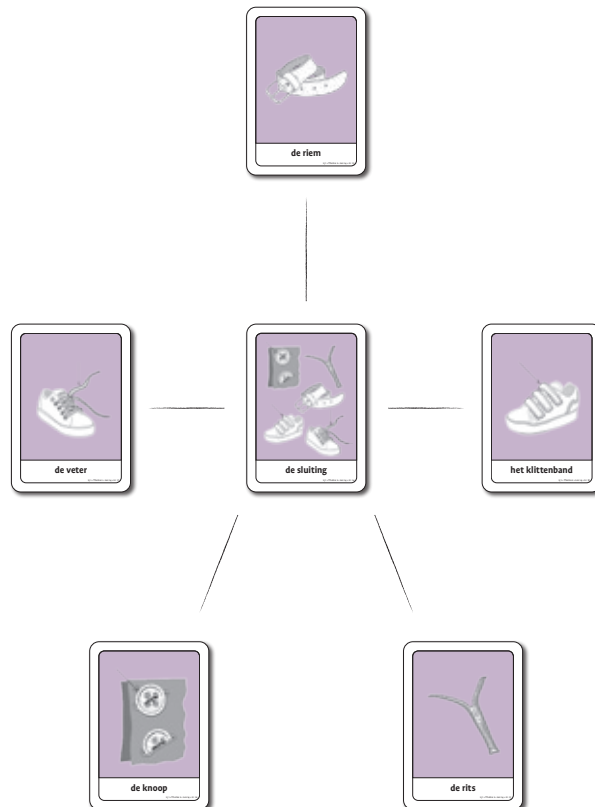 de riem
de veter
de sluiting
het klittenband
de knoop
de rits